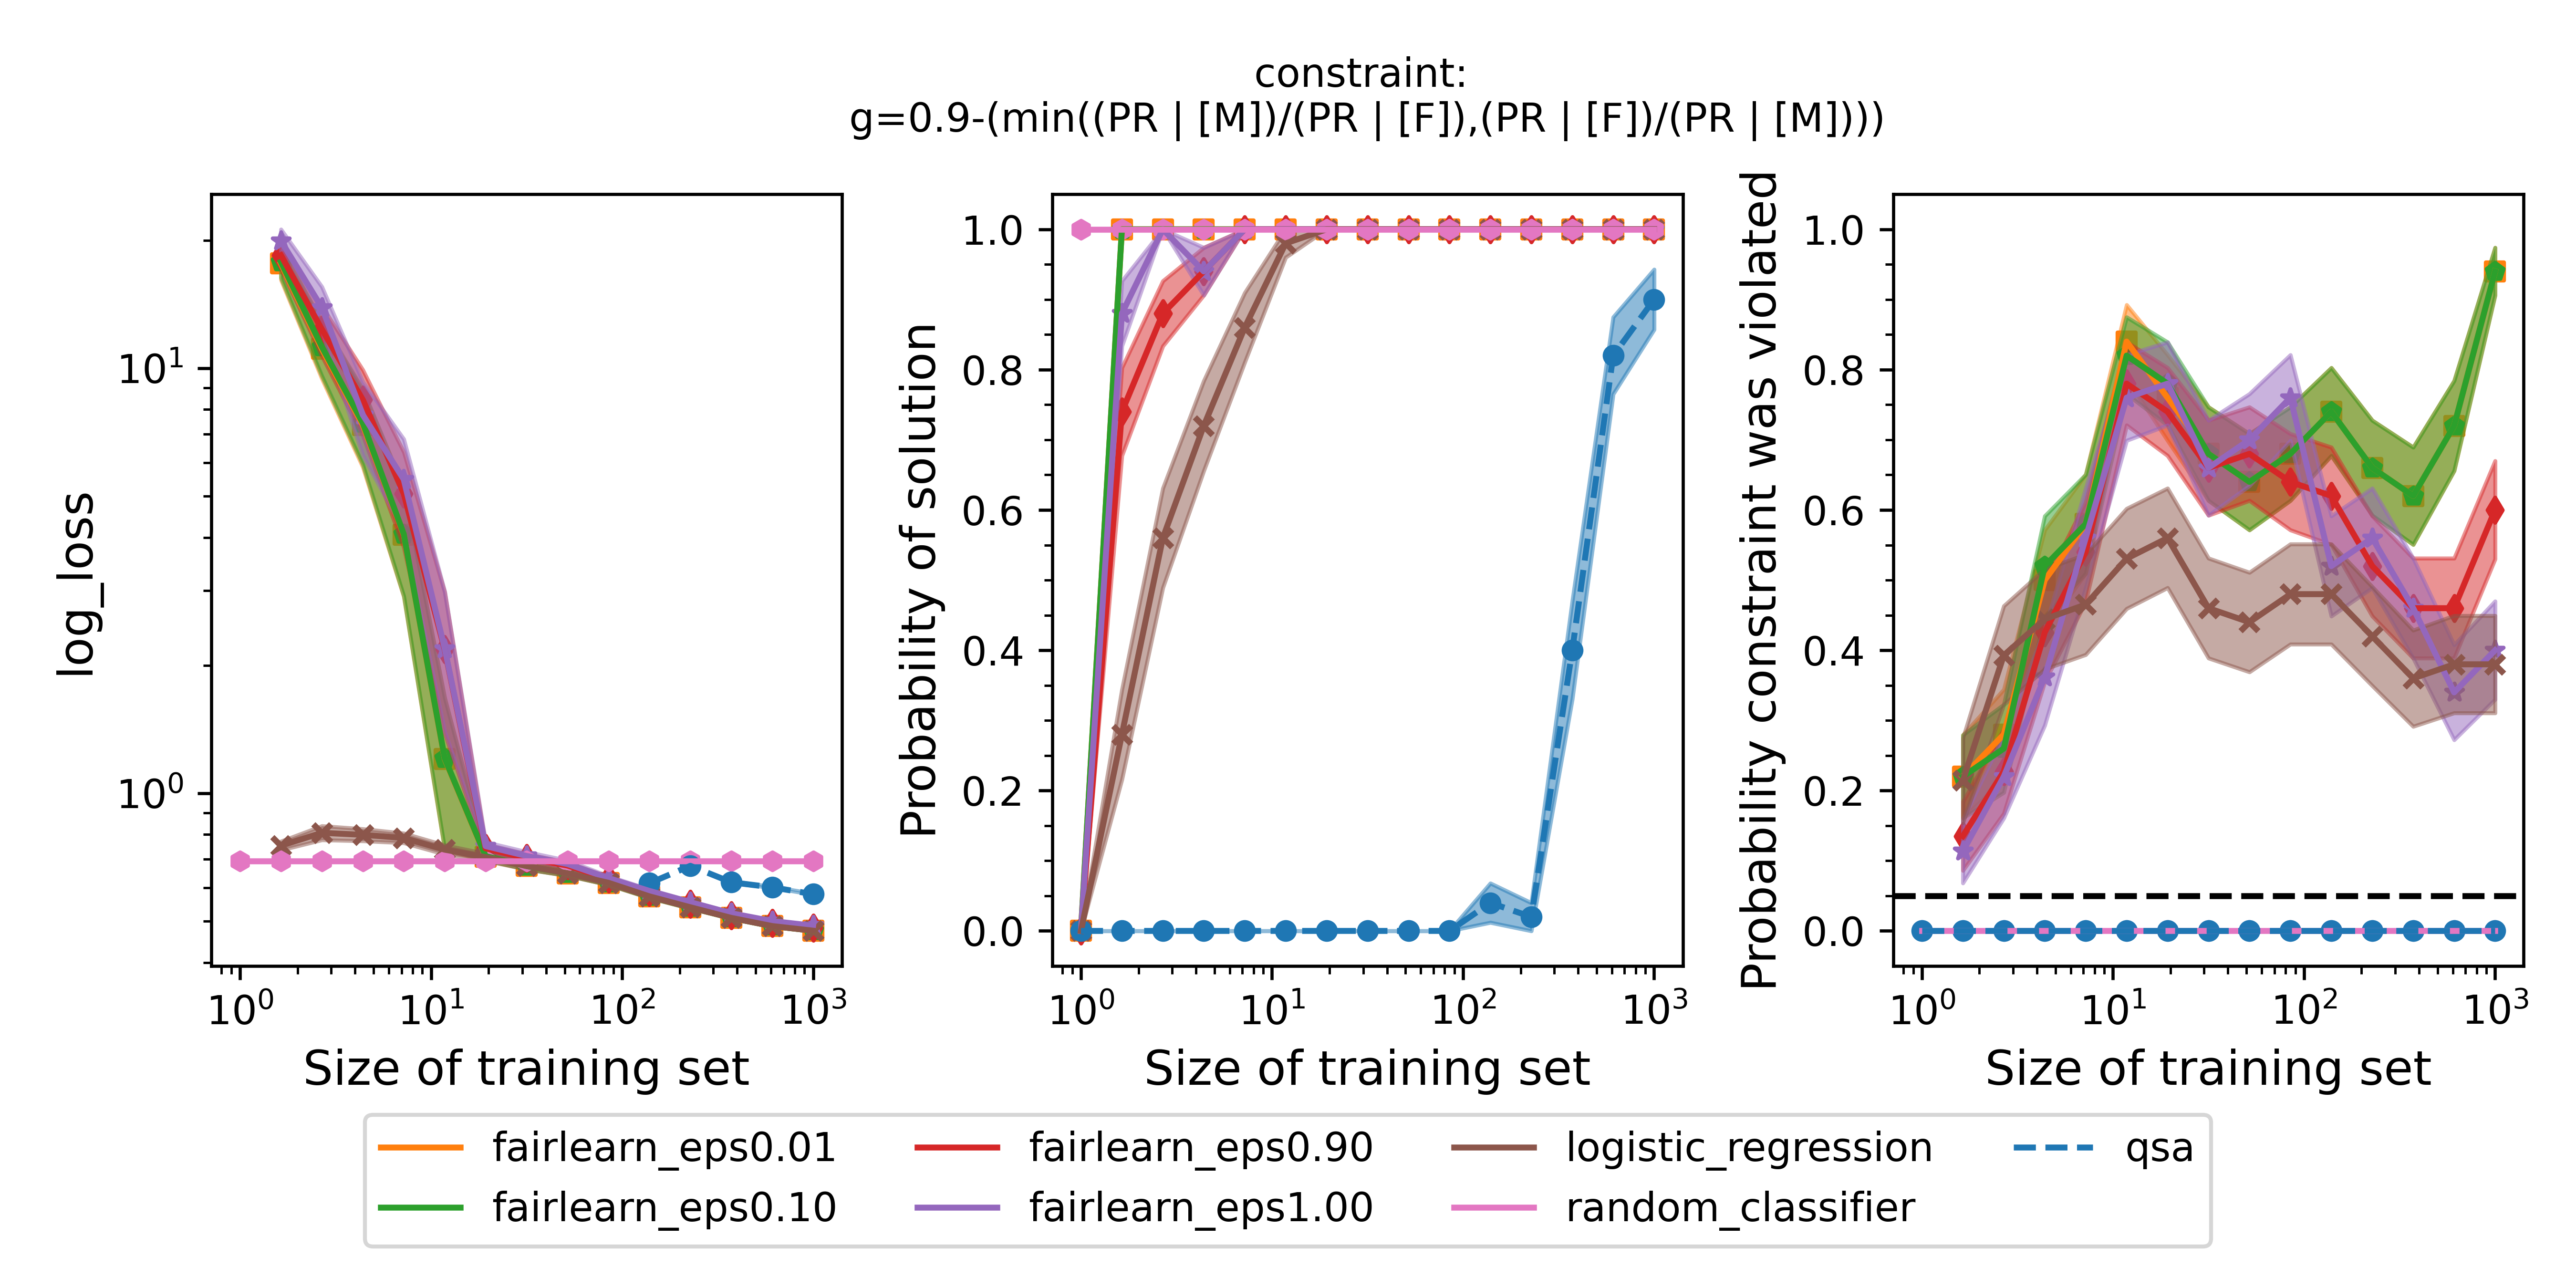 constraint:
g=0.9-(min((PR | [M])/(PR | [F]),(PR | [F])/(PR | [M])))
log_loss
10¹
10⁰
10⁰ 10¹ 10² 10³
Size of training set
Probability of solution
1.0
0.8
0.6
0.4
0.2
0.0
10⁰ 10¹ 10² 10³
Size of training set
Probability constraint was violated
1.0
0.8
0.6
0.4
0.2
0.0
10⁰ 10¹ 10² 10³
Size of training set
fairlearn_eps0.01 fairlearn_eps0.90 logistic_regression qsa
fairlearn_eps0.10 fairlearn_eps1.00 random_classifier